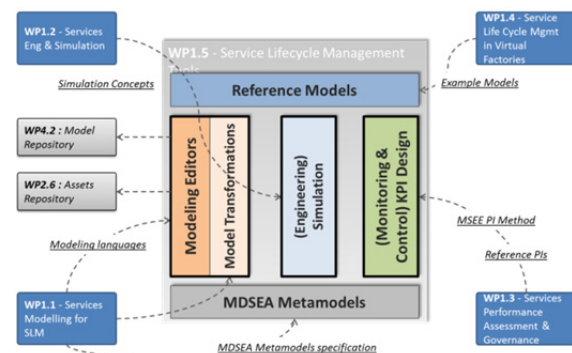 WP1.2 - Services
Eng & Simulation
WP1.5 - Service Lifecycle Management
Tools
WP1.4 - Service
Life Cycle Mgmt
in Virtual
Factories
Simulation Concepts
Reference Models
Example Models
WP4.2 : Model
Repository
WP2.6 : Assets
Repository
Modeling Editors
Model Transformations
(Engineering)
Simulation
(Monitoring &
Control) KPI Design
MSEE PI Method
Modeling languages
Reference PIs
WP1.1 - Services
Modelling for
SLM
MDSEA Metamodels
WP1.3 - Services
Performance
Assessment &
Governance
MDSEA Metamodels specification